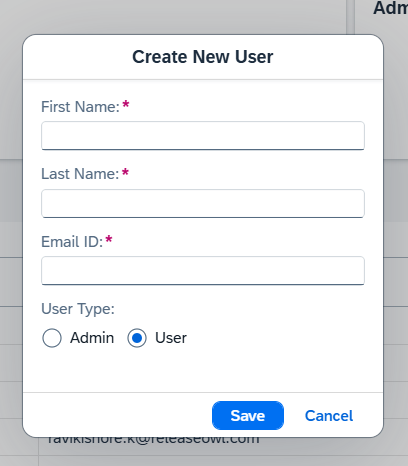 Adm
Create New User
First Name:*
Last Name:*
Email ID:*
User Type:
Admin User
Save Cancel
ravikishore.k@releaseowl.com